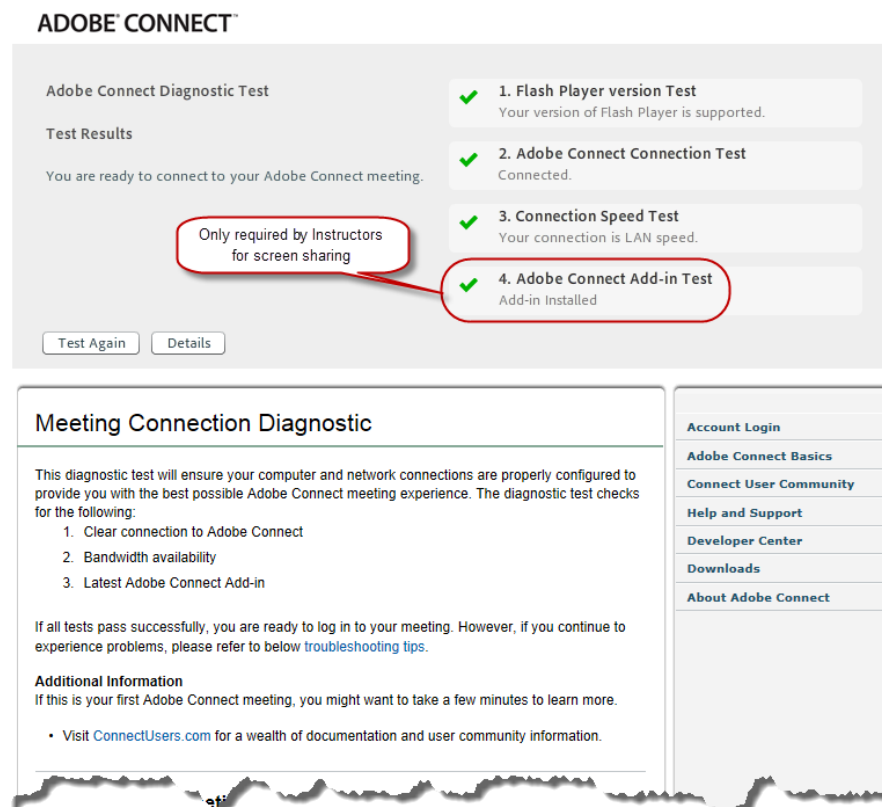 ADOBE® CONNECT™
Adobe Connect Diagnostic Test
Test Results
You are ready to connect to your Adobe Connect meeting.
1. Flash Player version Test
Your version of Flash Player is supported.
2. Adobe Connect Connection Test
Connected.
3. Connection Speed Test
Your connection is LAN speed.
4. Adobe Connect Add-in Test
Add-in Installed
Only required by Instructors
for screen sharing
Test Again
Details
Meeting Connection Diagnostic
This diagnostic test will ensure your computer and network connections are properly configured to
provide you with the best possible Adobe Connect meeting experience. The diagnostic test checks
for the following:
1. Clear connection to Adobe Connect
2. Bandwidth availability
3. Latest Adobe Connect Add-in
If all tests pass successfully, you are ready to log in to your meeting. However, if you continue to
experience problems, please refer to below troubleshooting tips.
Additional Information
If this is your first Adobe Connect meeting, you might want to take a few minutes to learn more.
• Visit ConnectUsers.com for a wealth of documentation and user community information.
Account Login
Adobe Connect Basics
Connect User Community
Help and Support
Developer Center
Downloads
About Adobe Connect